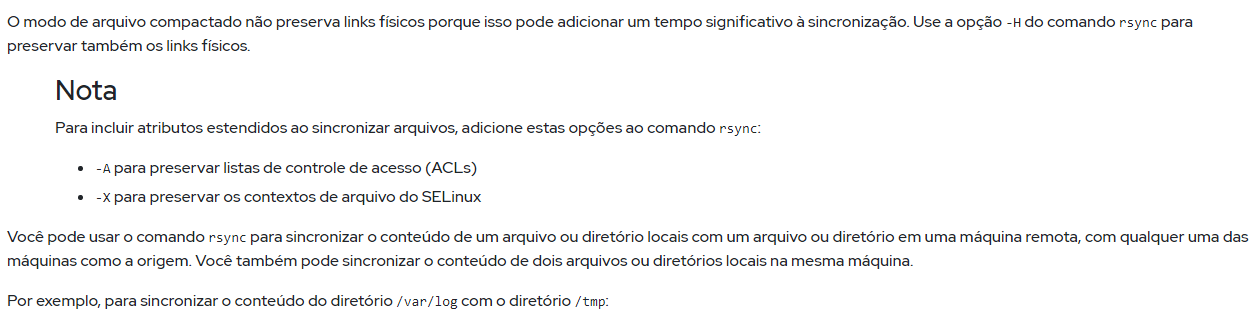 O modo de arquivo compactado não preserva links físicos porque isso pode adicionar um tempo significativo à sincronização. Use a opção -H do comando rsync para
preservar também os links físicos.
Nota
Para incluir atributos estendidos ao sincronizar arquivos, adicione estas opções ao comando rsync:
• -A para preservar listas de controle de acesso (ACLs)
• -X para preservar os contextos de arquivo do SELinux
Você pode usar o comando rsync para sincronizar o conteúdo de um arquivo ou diretório locais com um arquivo ou diretório em uma máquina remota, com qualquer uma das
máquinas como a origem. Você também pode sincronizar o conteúdo de dois arquivos ou diretórios locais na mesma máquina.
Por exemplo, para sincronizar o conteúdo do diretório /var/log com o diretório /tmp: